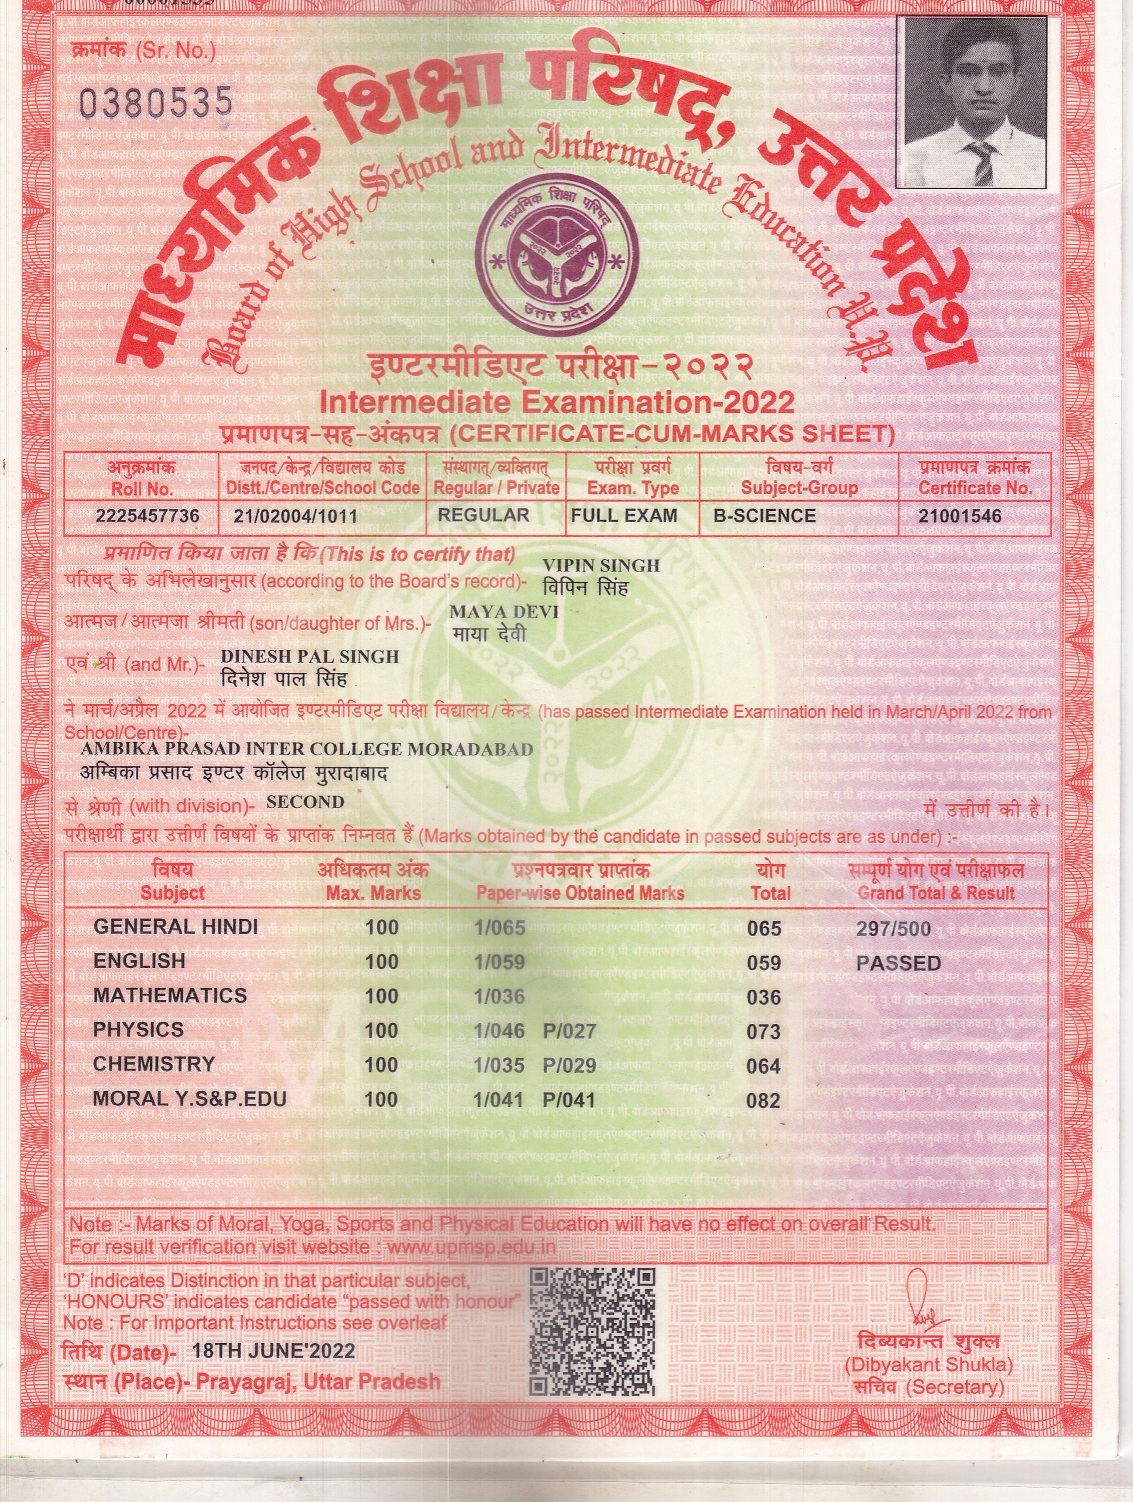 क्रमांक (Sr. No.)
0380535
माध्यमिक शिक्षा परिषद्, उत्तर प्रदेश
Board of High School and Intermediate Education U.P.
माध्यमिक शिक्षा परिषद्
२०२२ २०२२
२०२२
उत्तर प्रदेश
इण्टरमीडिएट परीक्षा-२०२२
Intermediate Examination-2022
प्रमाणपत्र-सह-अंकपत्र (CERTIFICATE-CUM-MARKS SHEET)
अनुक्रमांक जनपद/केन्द्र/विद्यालय कोड संस्थागत/व्यक्तिगत परीक्षा प्रवर्ग विषय-वर्ग प्रमाणपत्र क्रमांक
Roll No. Distt./Centre/School Code Regular / Private Exam. Type Subject-Group Certificate No.
2225457736 21/02004/1011 REGULAR FULL EXAM B-SCIENCE 21001546
प्रमाणित किया जाता है कि (This is to certify that)
परिषद् के अभिलेखानुसार (according to the Board's record)- VIPIN SINGH
विपिन सिंह
आत्मज/आत्मजा श्रीमती (son/daughter of Mrs.)- MAYA DEVI
माया देवी
एवं श्री (and Mr.)- DINESH PAL SINGH
दिनेश पाल सिंह
ने मार्च/अप्रैल 2022 में आयोजित इण्टरमीडिएट परीक्षा विद्यालय/केन्द्र (has passed Intermediate Examination held in March/April 2022 from
School/Centre)-
AMBIKA PRASAD INTER COLLEGE MORADABAD
अम्बिका प्रसाद इण्टर कॉलेज मुरादाबाद
से श्रेणी (with division)- SECOND में उत्तीर्ण की है।
परीक्षार्थी द्वारा उत्तीर्ण विषयों के प्राप्तांक निम्नवत हैं (Marks obtained by the candidate in passed subjects are as under) :-
विषय अधिकतम अंक प्रश्नपत्रवार प्राप्तांक योग सम्पूर्ण योग एवं परीक्षाफल
Subject Max. Marks Paper-wise Obtained Marks Total Grand Total & Result
GENERAL HINDI 100 1/065 065 297/500
ENGLISH 100 1/059 059 PASSED
MATHEMATICS 100 1/036 036
PHYSICS 100 1/046 P/027 073
CHEMISTRY 100 1/035 P/029 064
MORAL Y.S&P.EDU 100 1/041 P/041 082
Note :- Marks of Moral, Yoga, Sports and Physical Education will have no effect on overall Result.
For result verification visit website : www.upmsp.edu.in
'D' indicates Distinction in that particular subject,
'HONOURS' indicates candidate "passed with honour"
Note : For Important Instructions see overleaf
तिथि (Date)- 18TH JUNE'2022
स्थान (Place)- Prayagraj, Uttar Pradesh
दिब्यकान्त शुक्ल
(Dibyakant Shukla)
सचिव (Secretary)